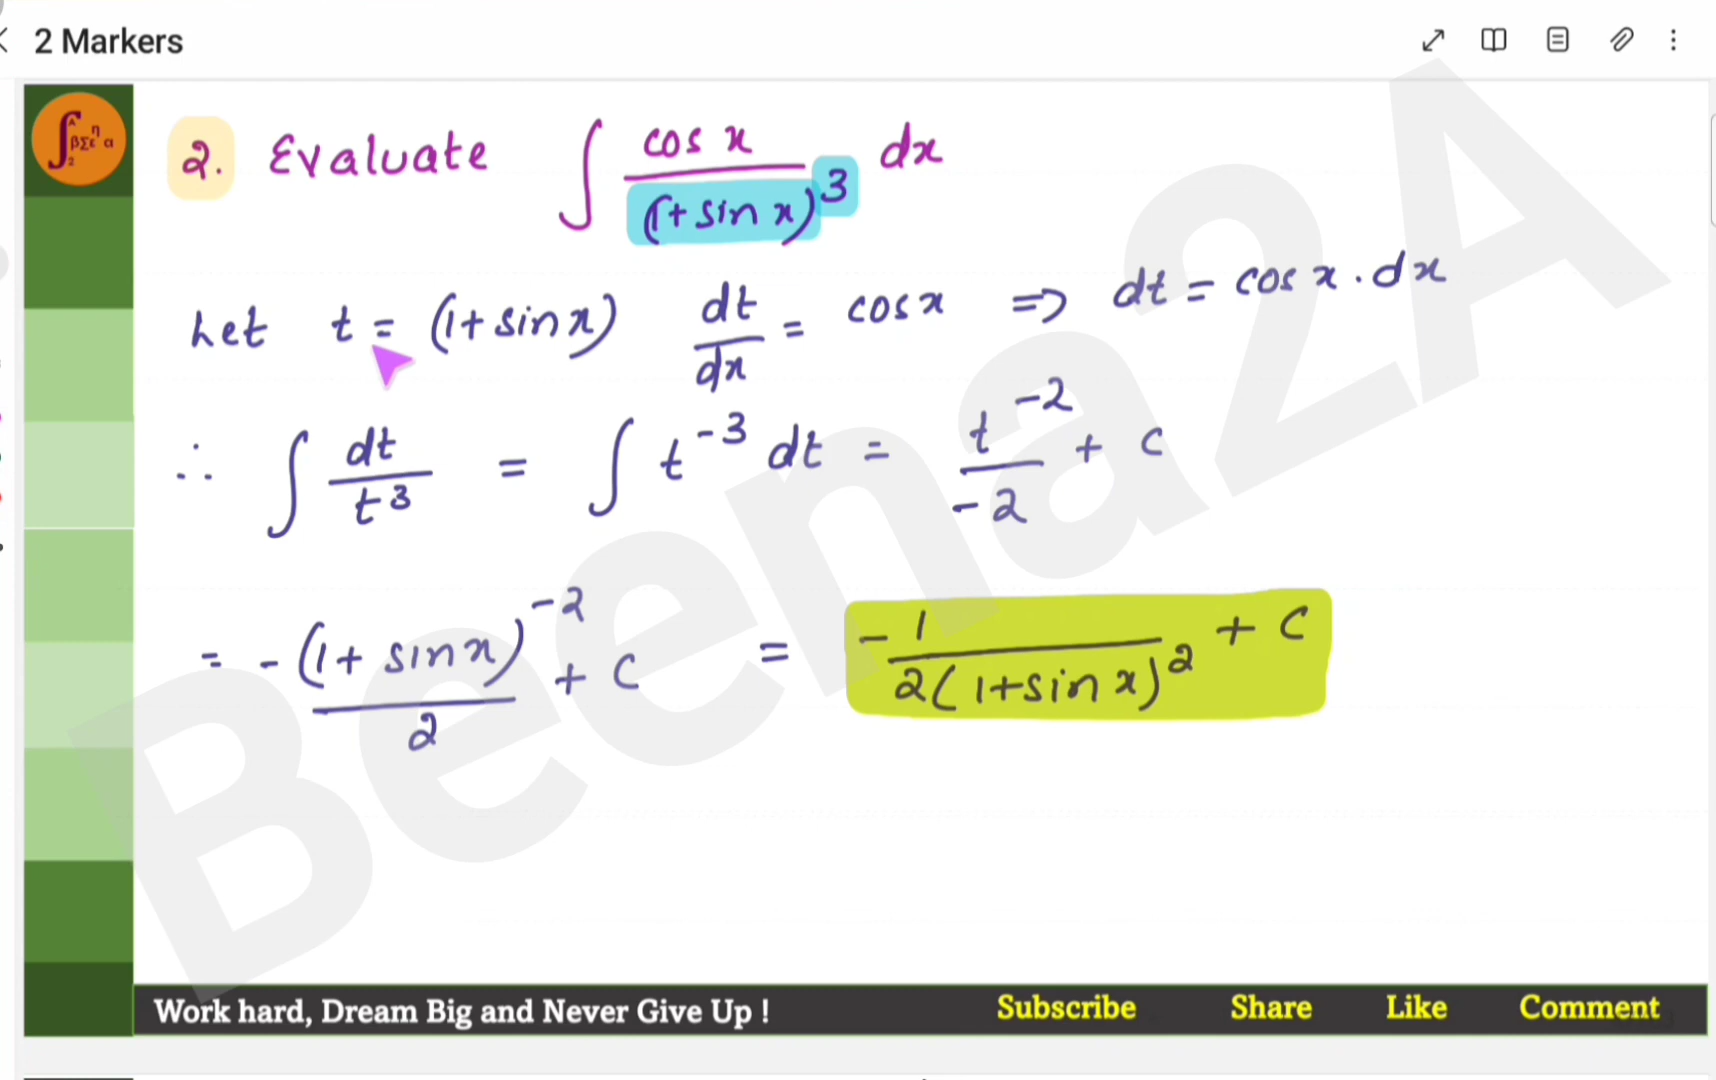 2 Markers
2. Evaluate ∫ cos x / (1+ sin x)^3 dx
Let t = (1+ sin x) dt/dx = cos x ⇒ dt = cos x . dx
∴ ∫ dt/t^3 = ∫ t^-3 dt = t^-2/-2 + c
= -(1+ sin x)^-2/2 + c = -1/2(1+sin x)^2 + c
Beena2A
Work hard, Dream Big and Never Give Up ! Subscribe Share Like Comment